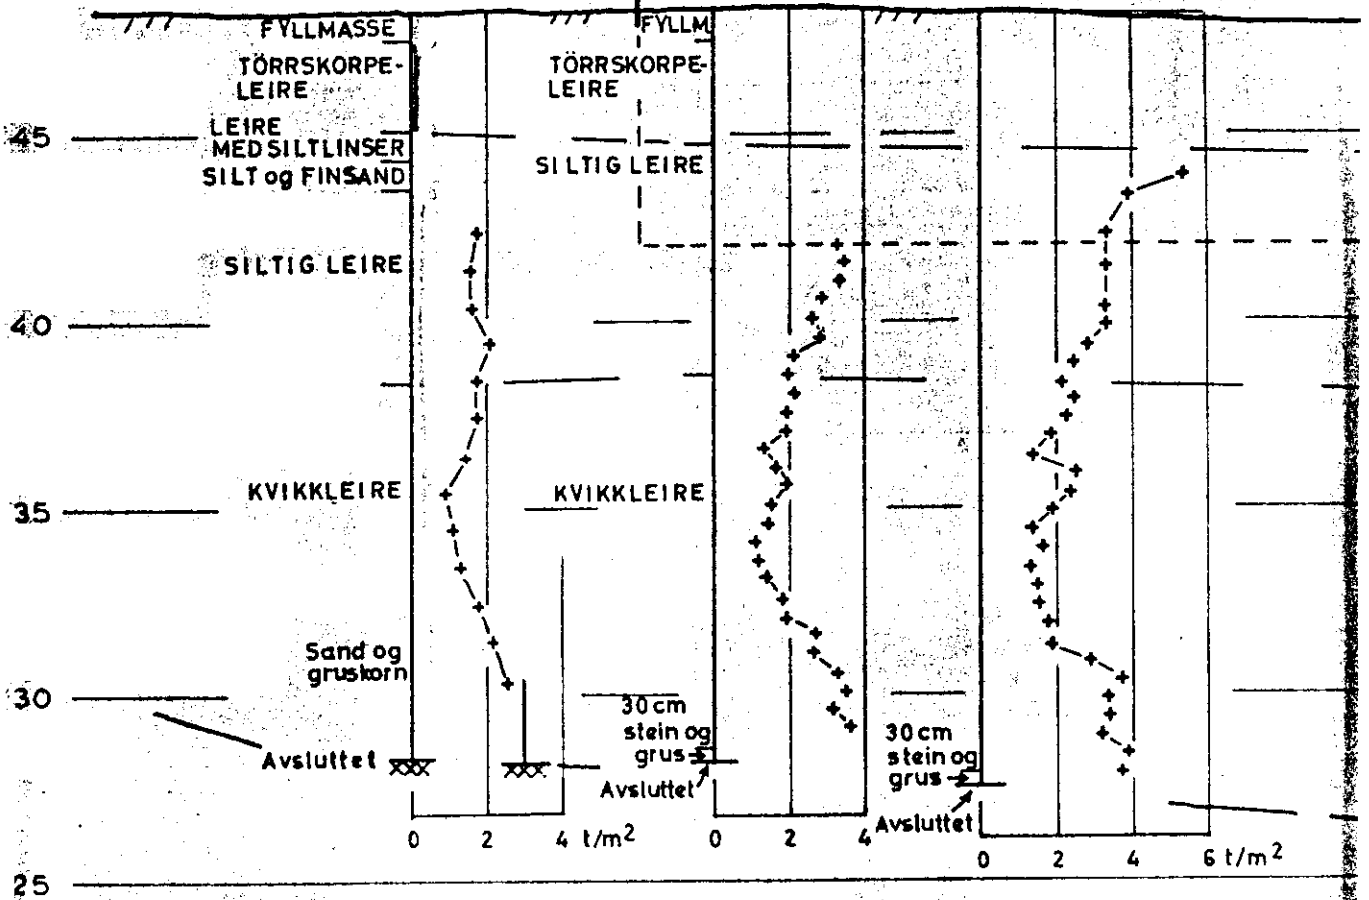 FYLLMASSE
TÖRRSKORPE-
LEIRE
LEIRE
MED SILTLINSER
SILT og FINSAND
SILTIG LEIRE
KVIKKLEIRE
Sand og
gruskorn
Avsluttet
0 2 4 t/m²
FYLLM
TÖRRSKORPE-
LEIRE
SILTIG LEIRE
KVIKKLEIRE
30 cm
stein og
grus
Avsluttet
0 2 4
30 cm
stein og
grus
Avsluttet
0 2 4 6 t/m²
45
40
35
30
25